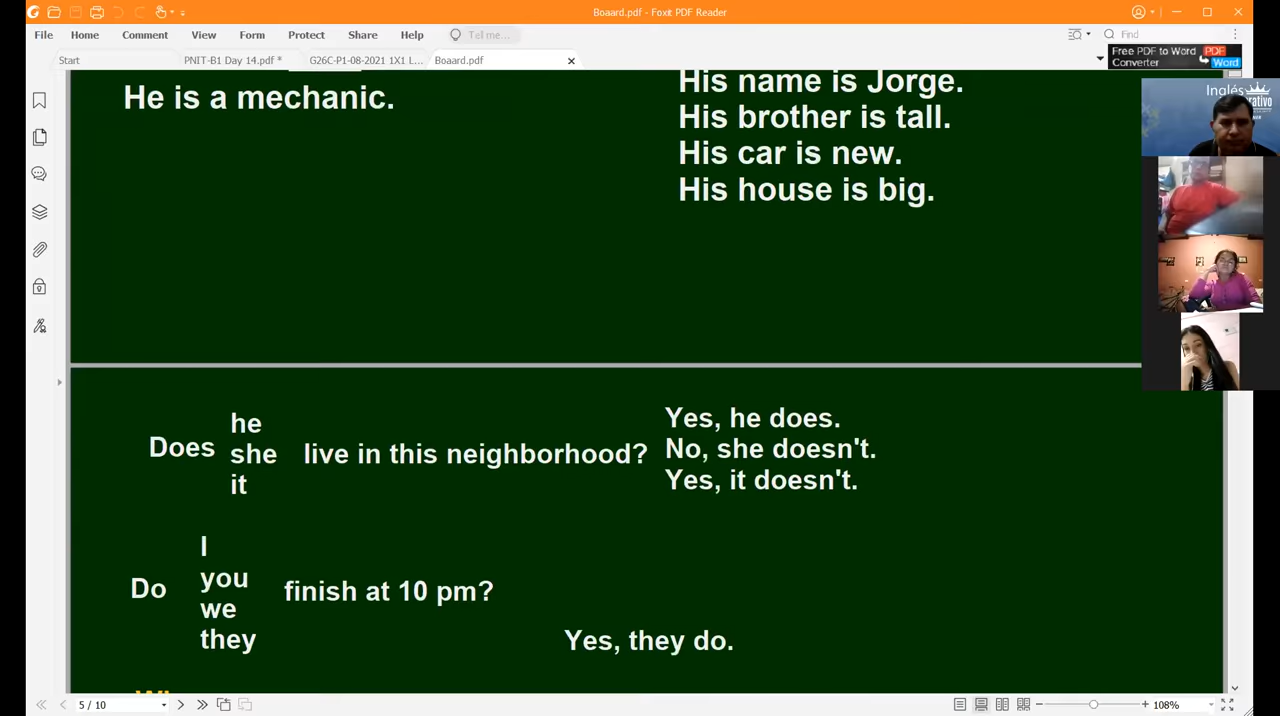 Boaard.pdf - Foxit PDF Reader
File Home Comment View Form Protect Share Help Tell me... Find
Start PNIT-B1 Day 14.pdf * G26C-P1-08-2021 1X1 L... Boaard.pdf
Free PDF to Word Converter PDF Word
Inglés
He is a mechanic.
His name is Jorge.
His brother is tall.
His car is new.
His house is big.
Does
he
she
it
live in this neighborhood?
Yes, he does.
No, she doesn't.
Yes, it doesn't.
Do
I
you
we
they
finish at 10 pm?
Yes, they do.
5 / 10
108%